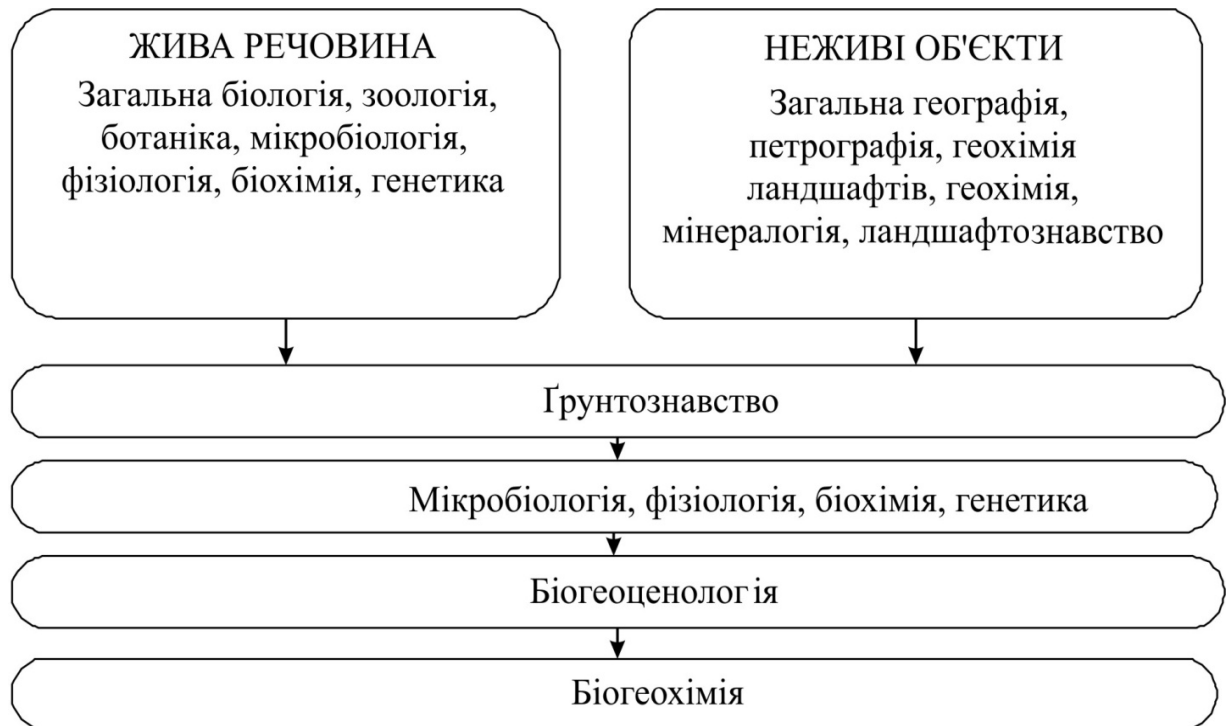 ЖИВА РЕЧОВИНА
Загальна біологія, зоологія,
ботаніка, мікробіологія,
фізіологія, біохімія, генетика
НЕЖИВІ ОБ'ЄКТИ
Загальна географія,
петрографія, геохімія
ландшафтів, геохімія,
мінералогія, ландшафтознавство
Ґрунтознавство
Мікробіологія, фізіологія, біохімія, генетика
Біогеоценологія
Біогеохімія